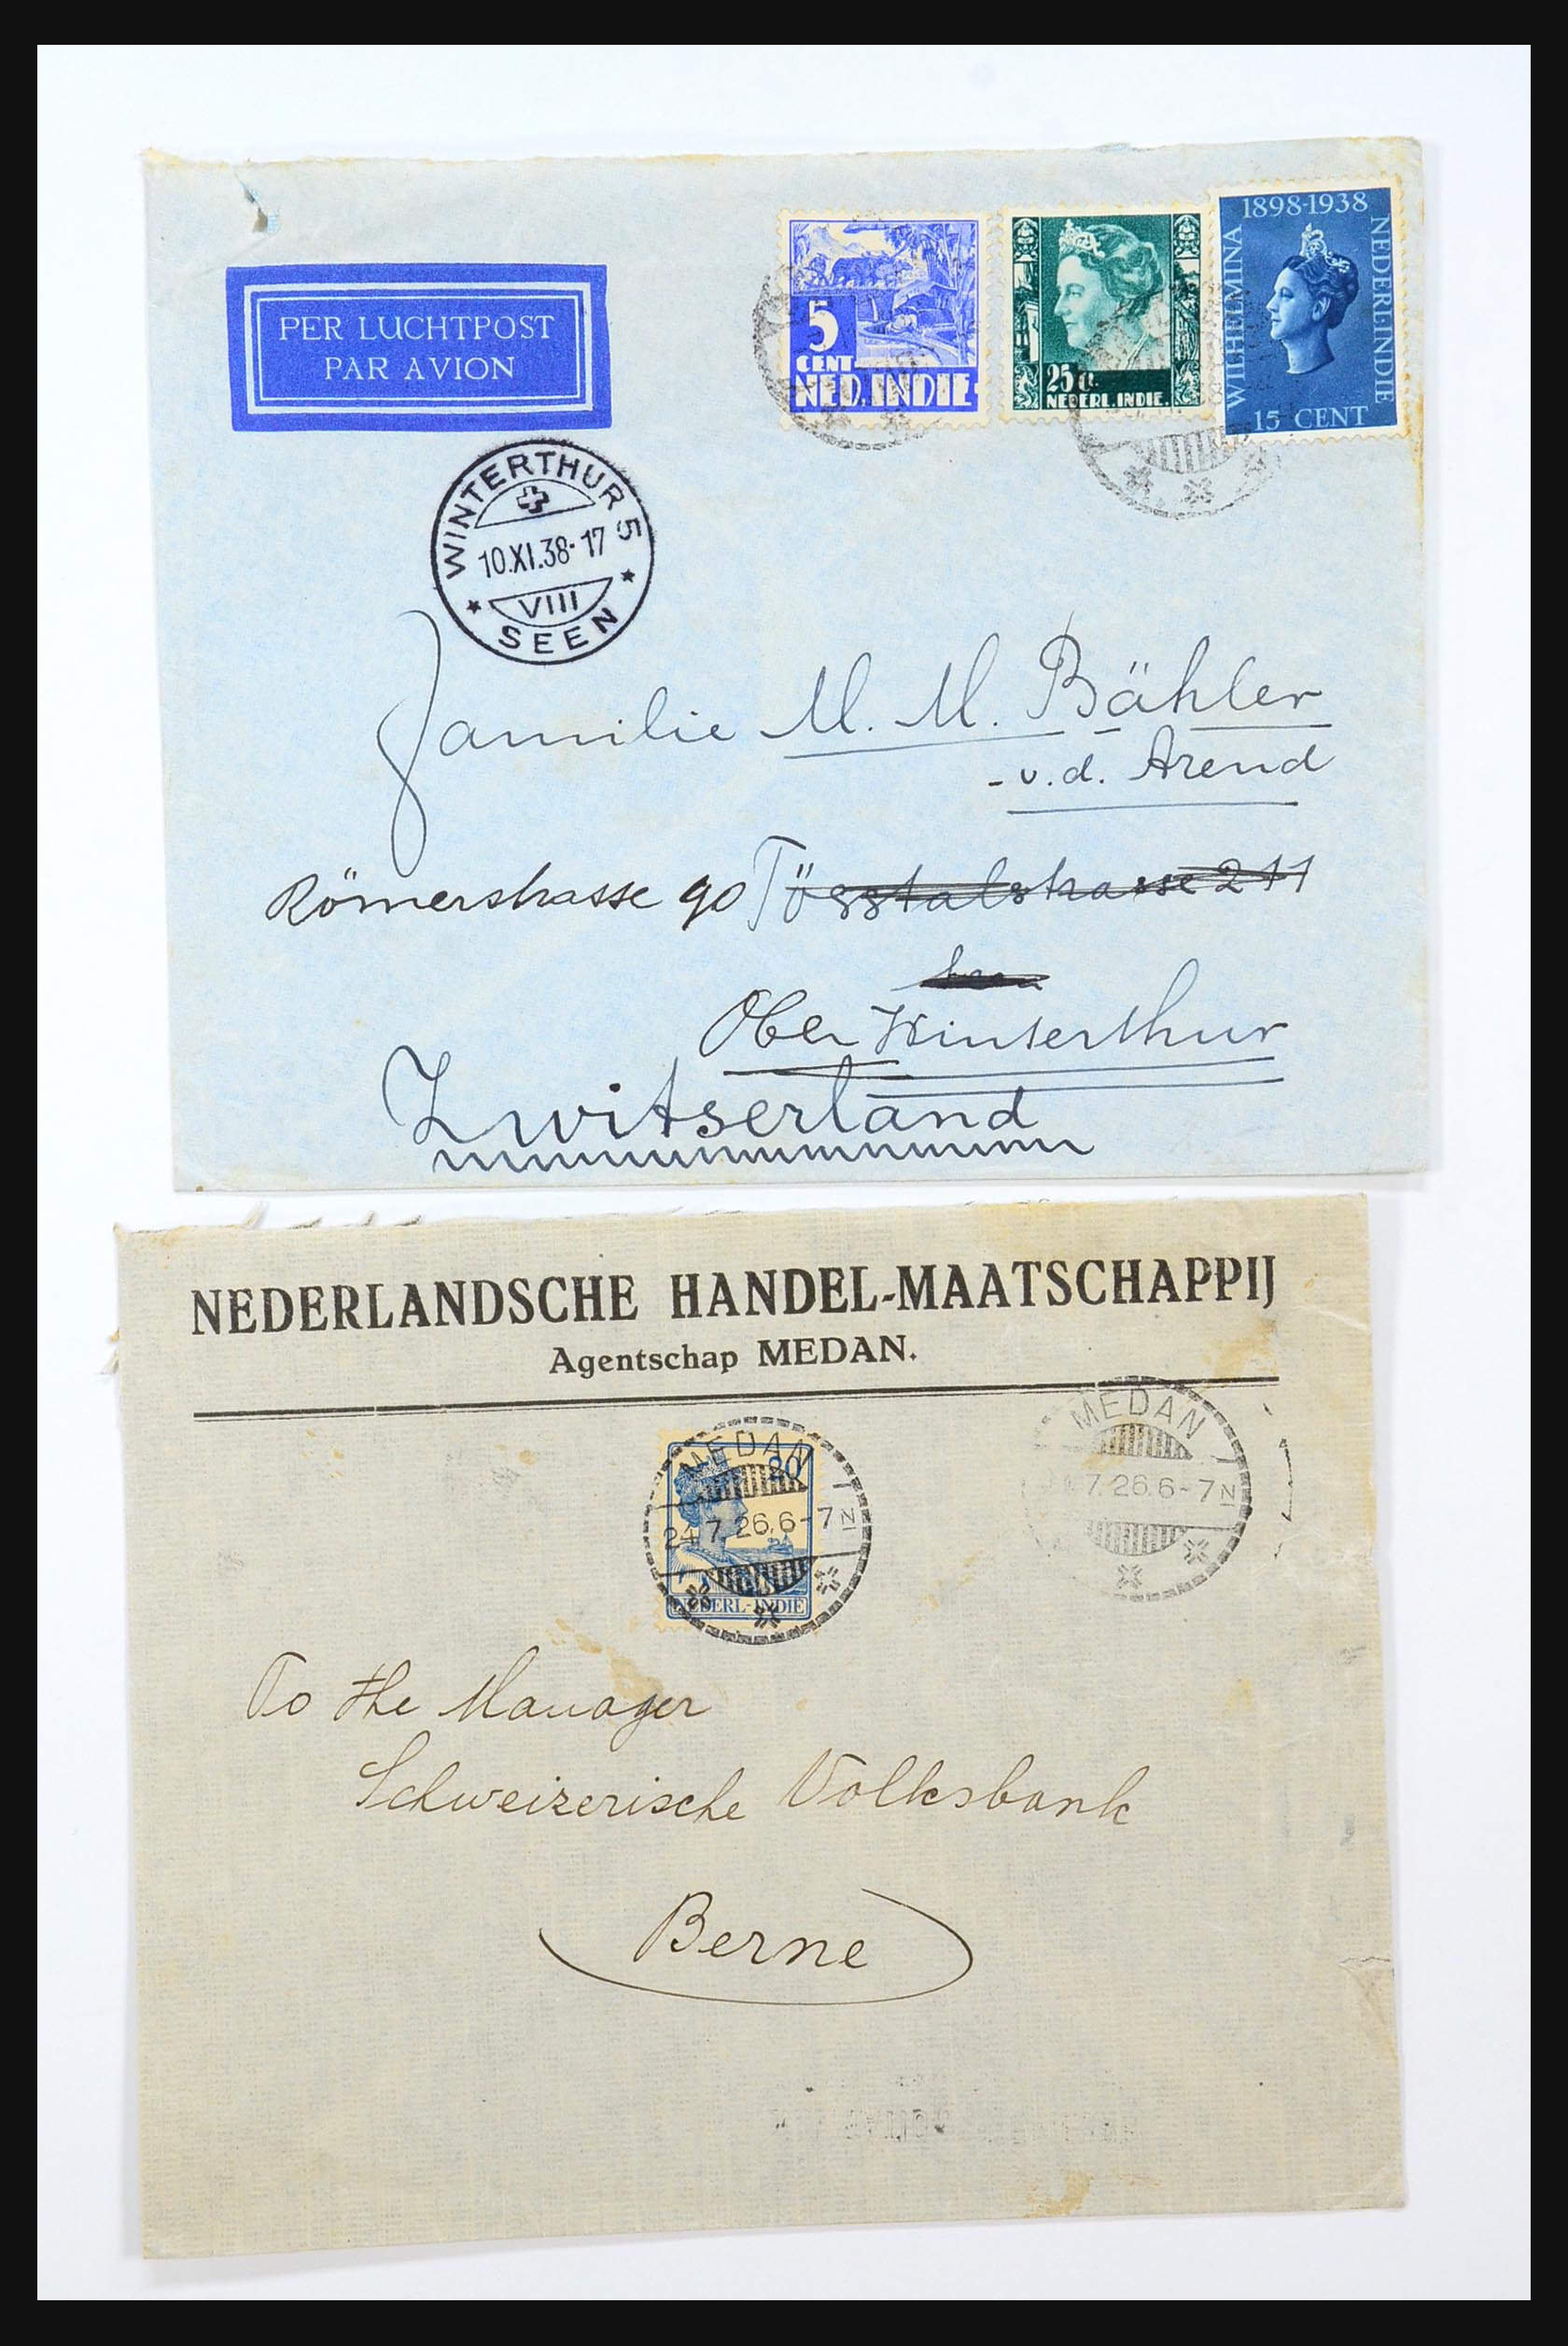 PER LUCHTPOST
PAR AVION
5
CENT
NED. INDIE
25 c.
NEDERL. INDIE.
1898-1938
WILHELMINA
NEDERL INDIE
15 CENT
WINTERTHUR 5
10.XI.38-17
VIII
SEEN
Familie M. M. Bähler
- v. d. Arend
Römerstrasse 90 Tösstalstrasse 211
Ober Winterthur
Zwitserland
NEDERLANDSCHE HANDEL-MAATSCHAPPIJ
Agentschap MEDAN.
MEDAN
20
24.7.26.6-7N
NEDERL-INDIE
MEDAN
7.26.6-7N
To the Manager
Schweizerische Volksbank
Berne